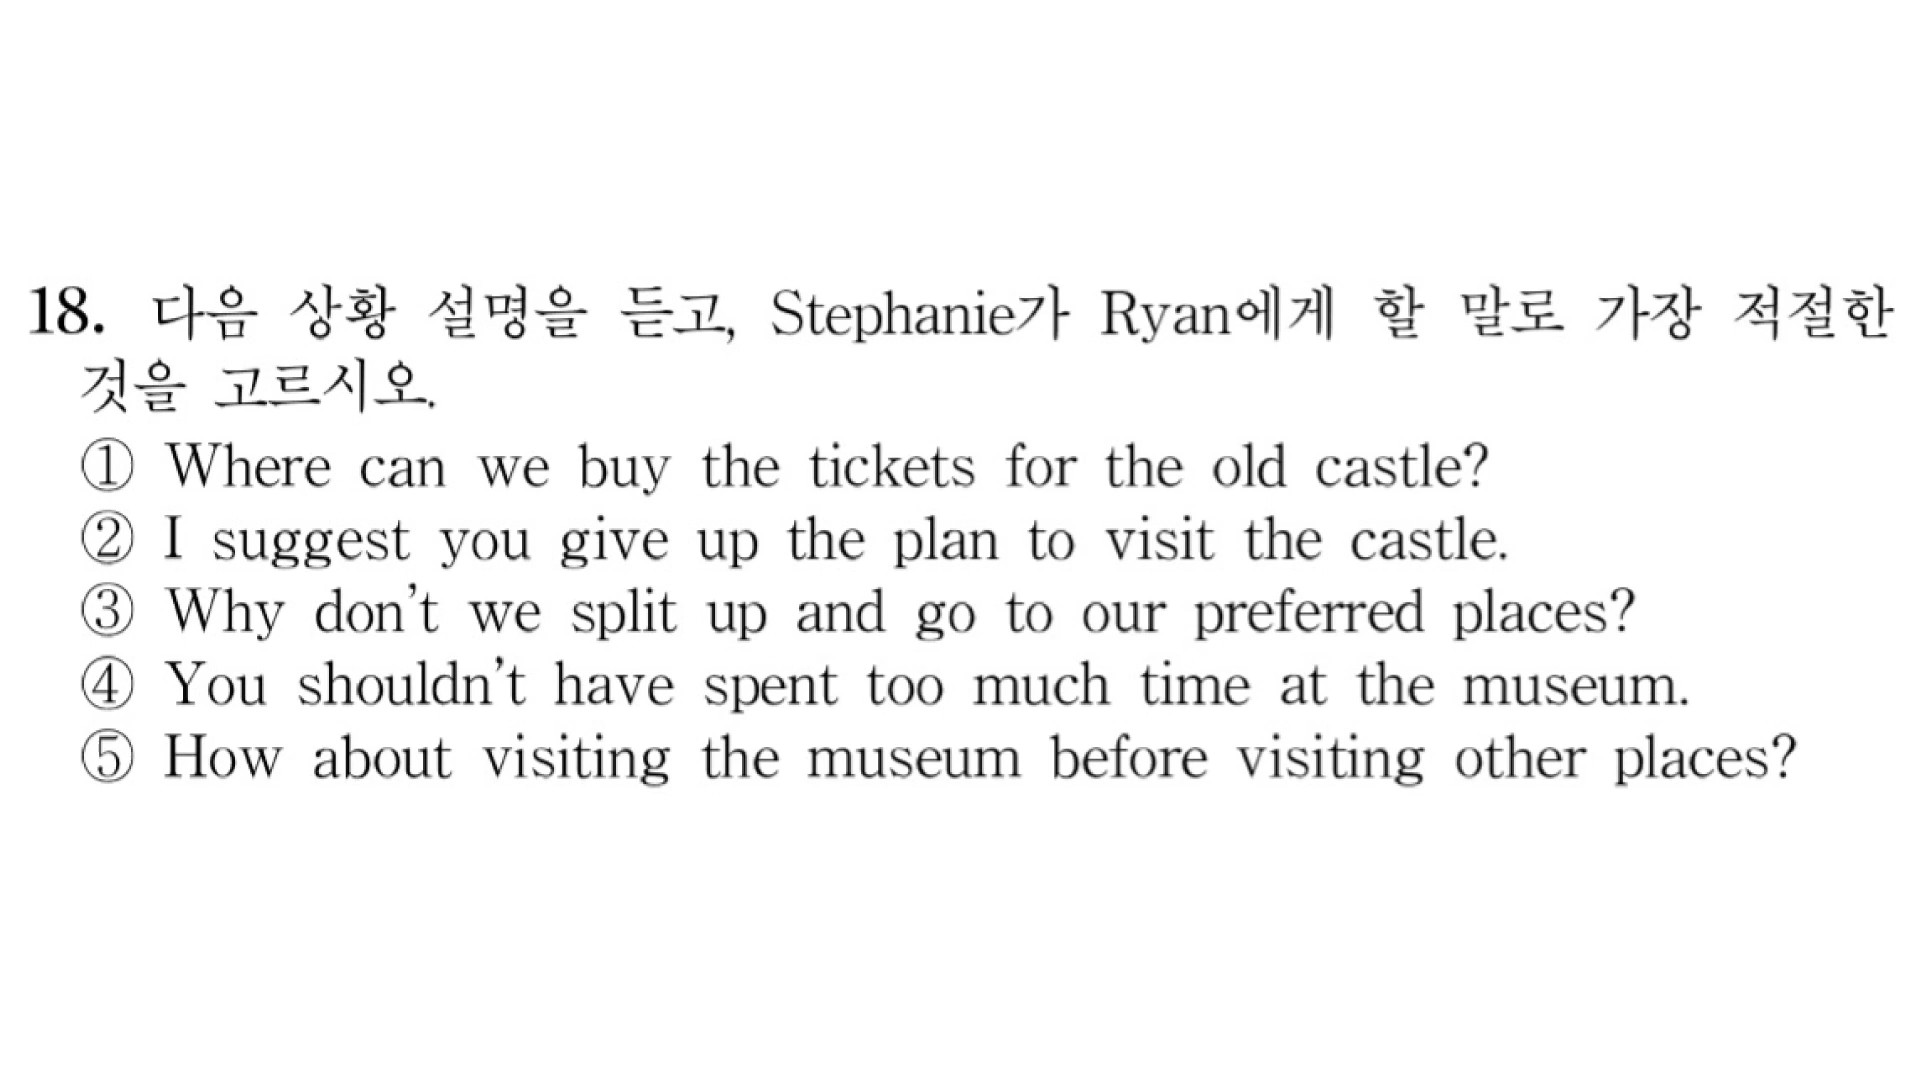 18. 다음 상황 설명을 듣고, Stephanie가 Ryan에게 할 말로 가장 적절한
것을 고르시오.
① Where can we buy the tickets for the old castle?
② I suggest you give up the plan to visit the castle.
③ Why don't we split up and go to our preferred places?
④ You shouldn't have spent too much time at the museum.
⑤ How about visiting the museum before visiting other places?